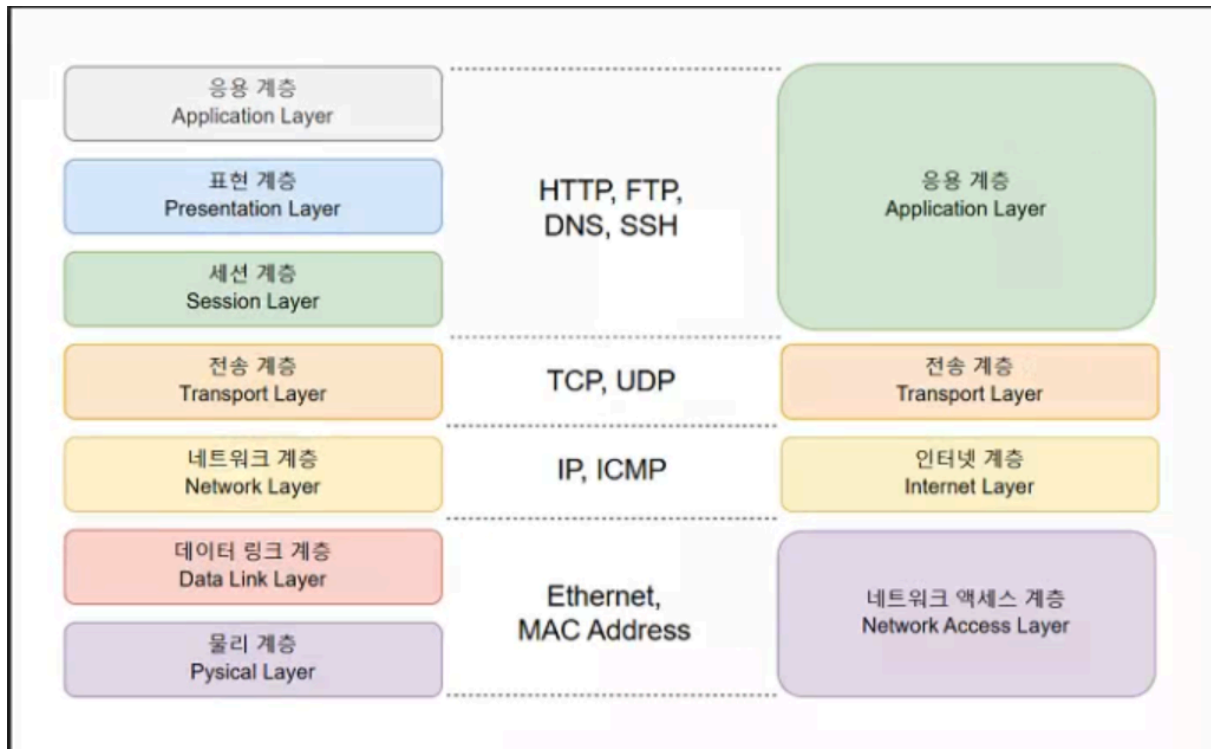 응용 계층
Application Layer
표현 계층
Presentation Layer
세션 계층
Session Layer
전송 계층
Transport Layer
네트워크 계층
Network Layer
데이터 링크 계층
Data Link Layer
물리 계층
Pysical Layer
HTTP, FTP,
DNS, SSH
TCP, UDP
IP, ICMP
Ethernet,
MAC Address
응용 계층
Application Layer
전송 계층
Transport Layer
인터넷 계층
Internet Layer
네트워크 액세스 계층
Network Access Layer